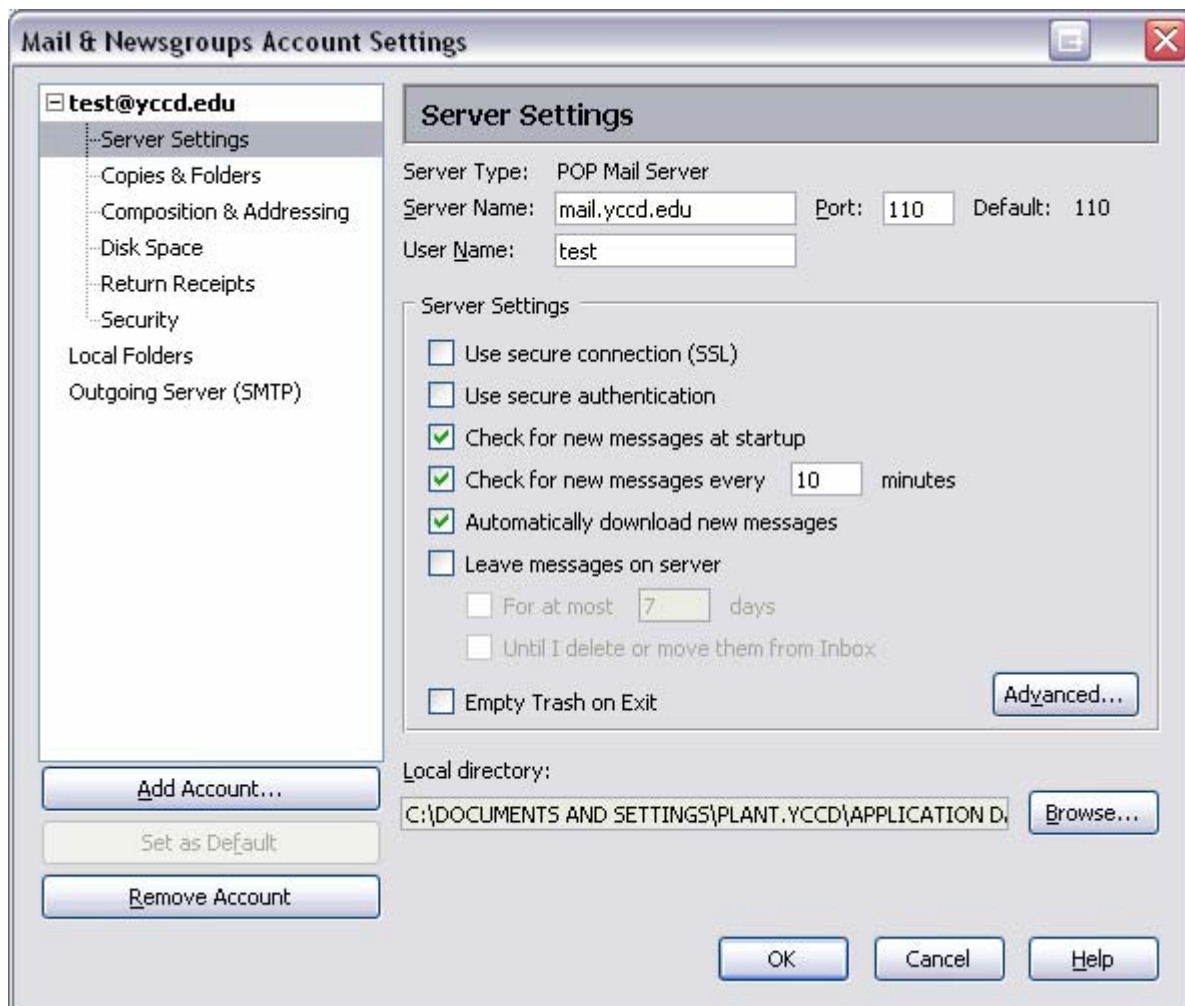 Mail & Newsgroups Account Settings
test@yccd.edu
Server Settings
Copies & Folders
Composition & Addressing
Disk Space
Return Receipts
Security
Local Folders
Outgoing Server (SMTP)
Add Account...
Set as Default
Remove Account
Server Settings
Server Type: POP Mail Server
Server Name: mail.yccd.edu Port: 110 Default: 110
User Name: test
Server Settings
Use secure connection (SSL)
Use secure authentication
Check for new messages at startup
Check for new messages every 10 minutes
Automatically download new messages
Leave messages on server
For at most 7 days
Until I delete or move them from Inbox
Empty Trash on Exit
Advanced...
Local directory:
C:\DOCUMENTS AND SETTINGS\PLANT.YCCD\APPLICATION DA Browse...
OK Cancel Help